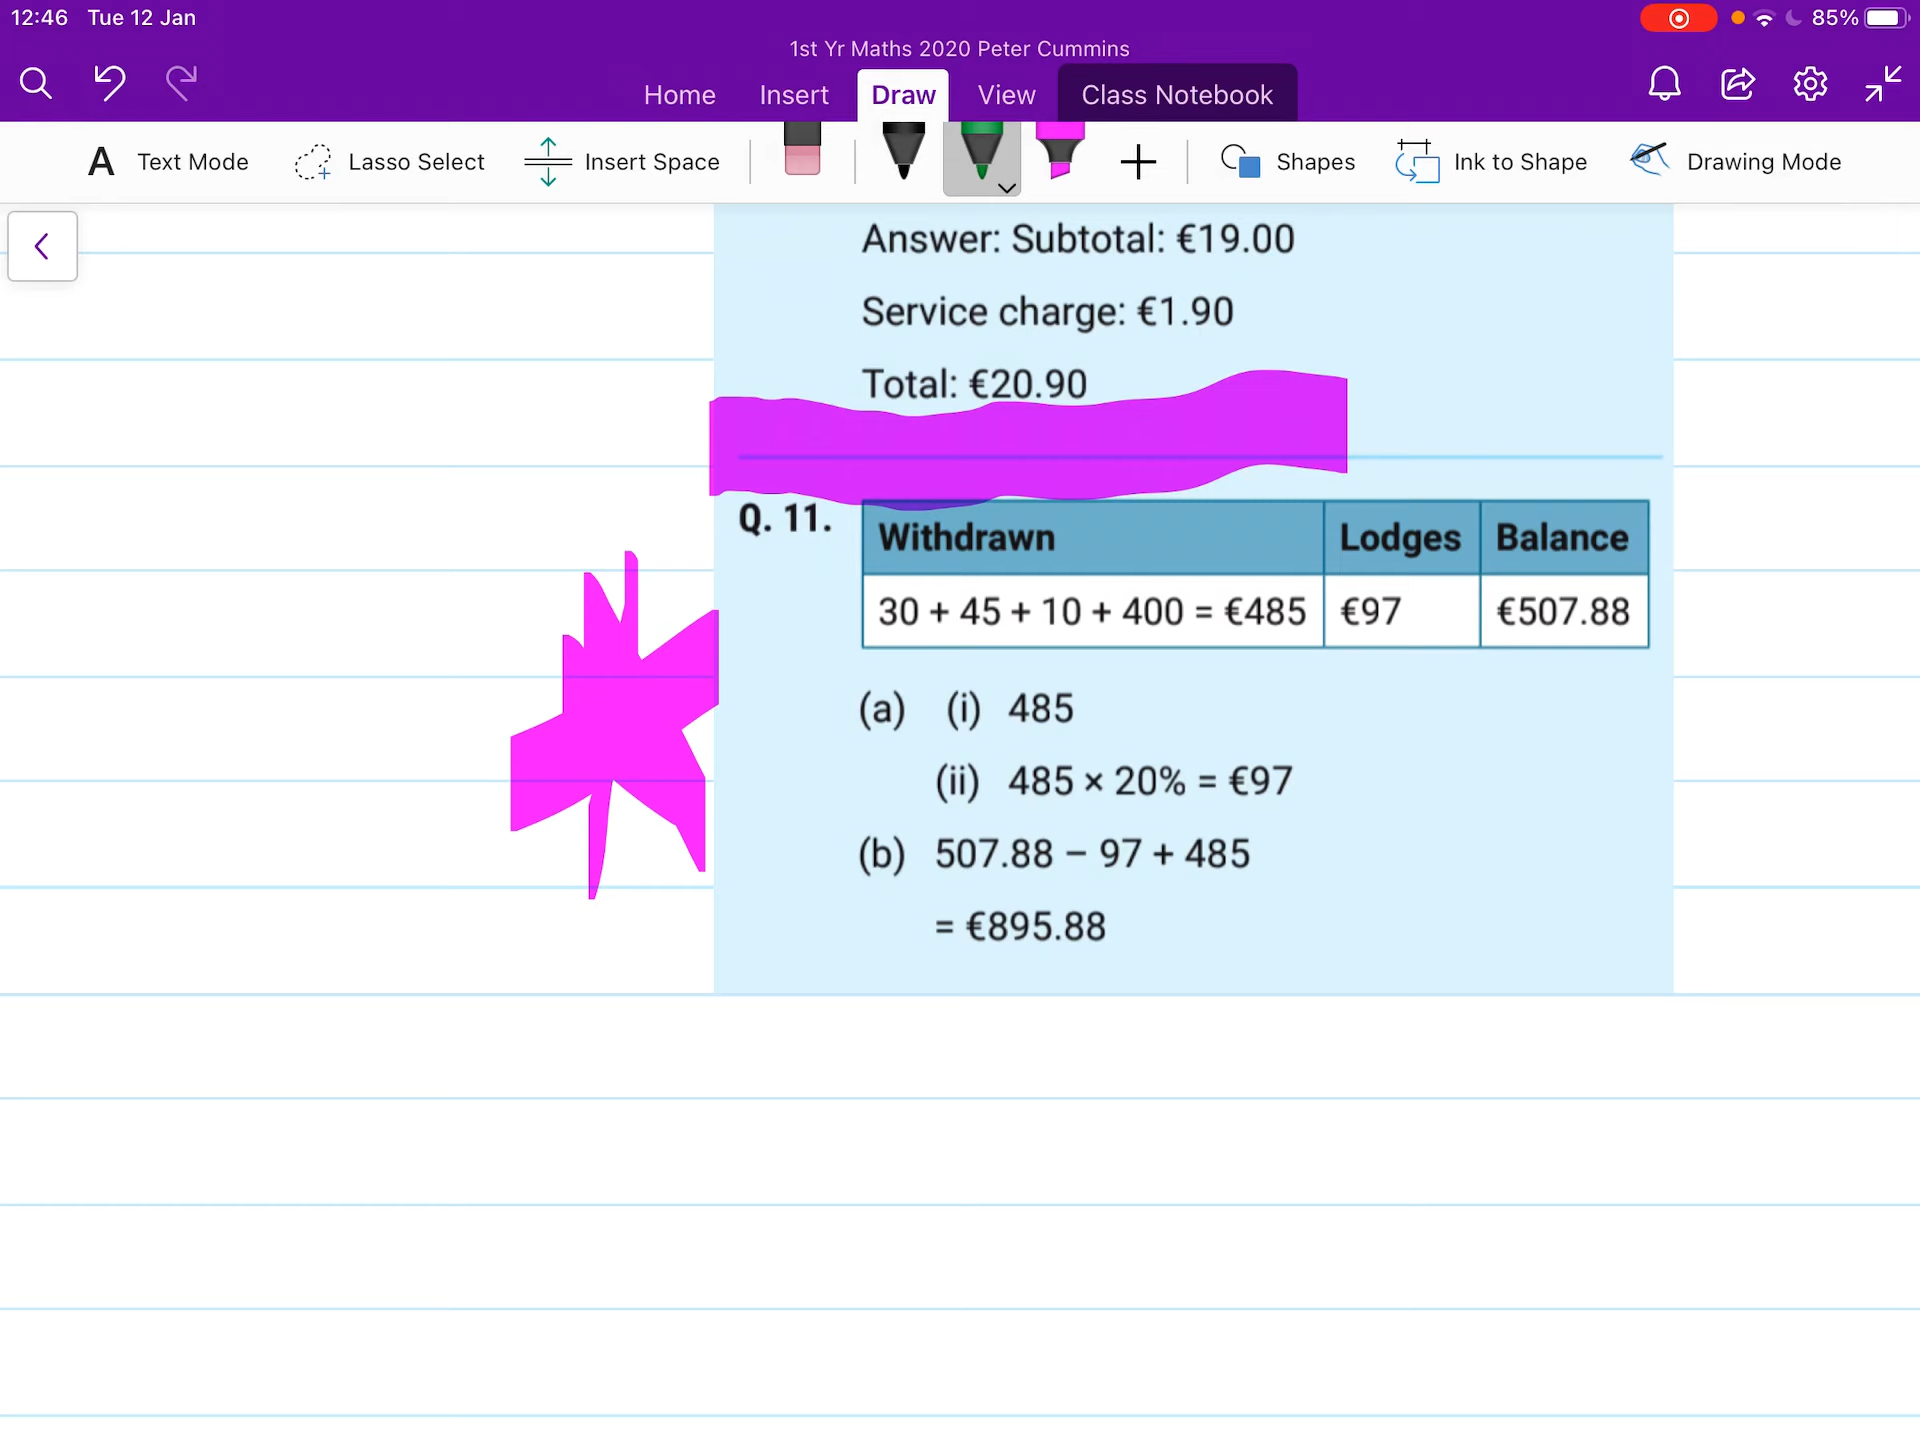 12:46 Tue 12 Jan
85%
1st Yr Maths 2020 Peter Cummins
Home Insert Draw View Class Notebook
A Text Mode Lasso Select Insert Space Shapes Ink to Shape Drawing Mode
Answer: Subtotal: €19.00
Service charge: €1.90
Total: €20.90
Q. 11. Withdrawn Lodges Balance
30 + 45 + 10 + 400 = €485 €97 €507.88
(a) (i) 485
(ii) 485 × 20% = €97
(b) 507.88 – 97 + 485
= €895.88